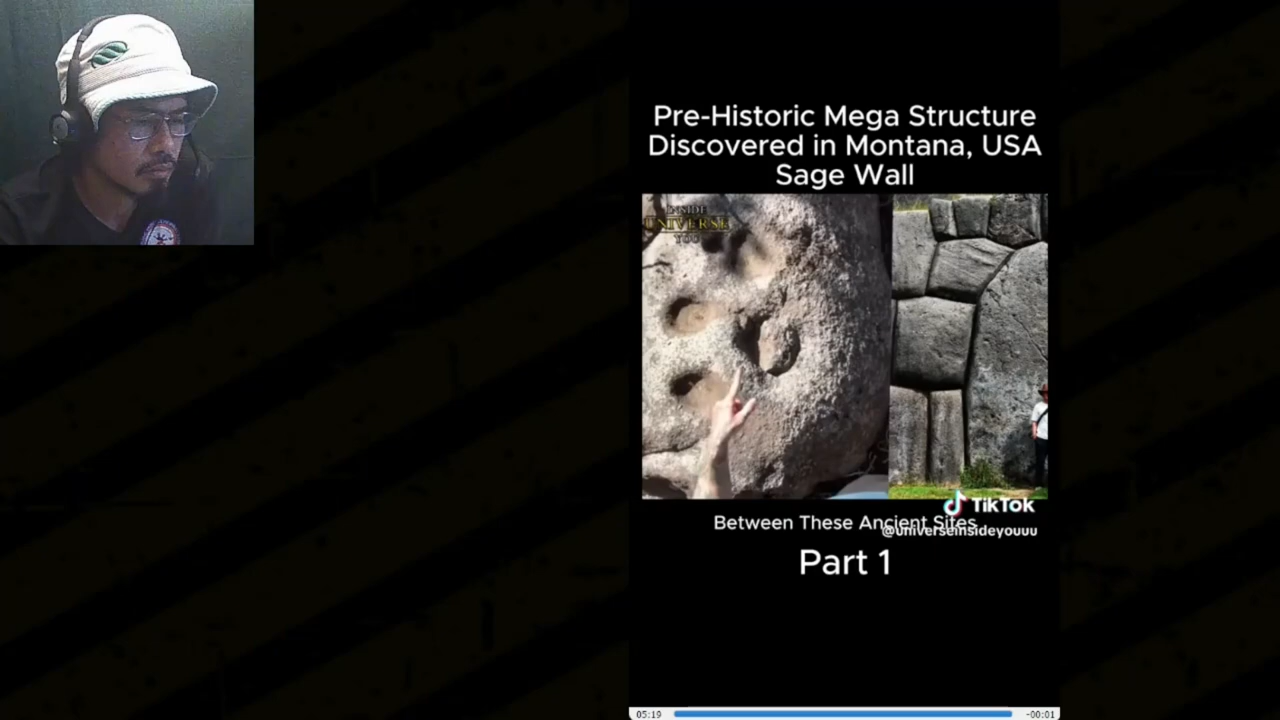 Pre-Historic Mega Structure
Discovered in Montana, USA
Sage Wall
INSIDE
UNIVERSE
YOU
TikTok
Between These Ancient Sites
@universeinsideyouuu
Part 1
05:19
-00:01